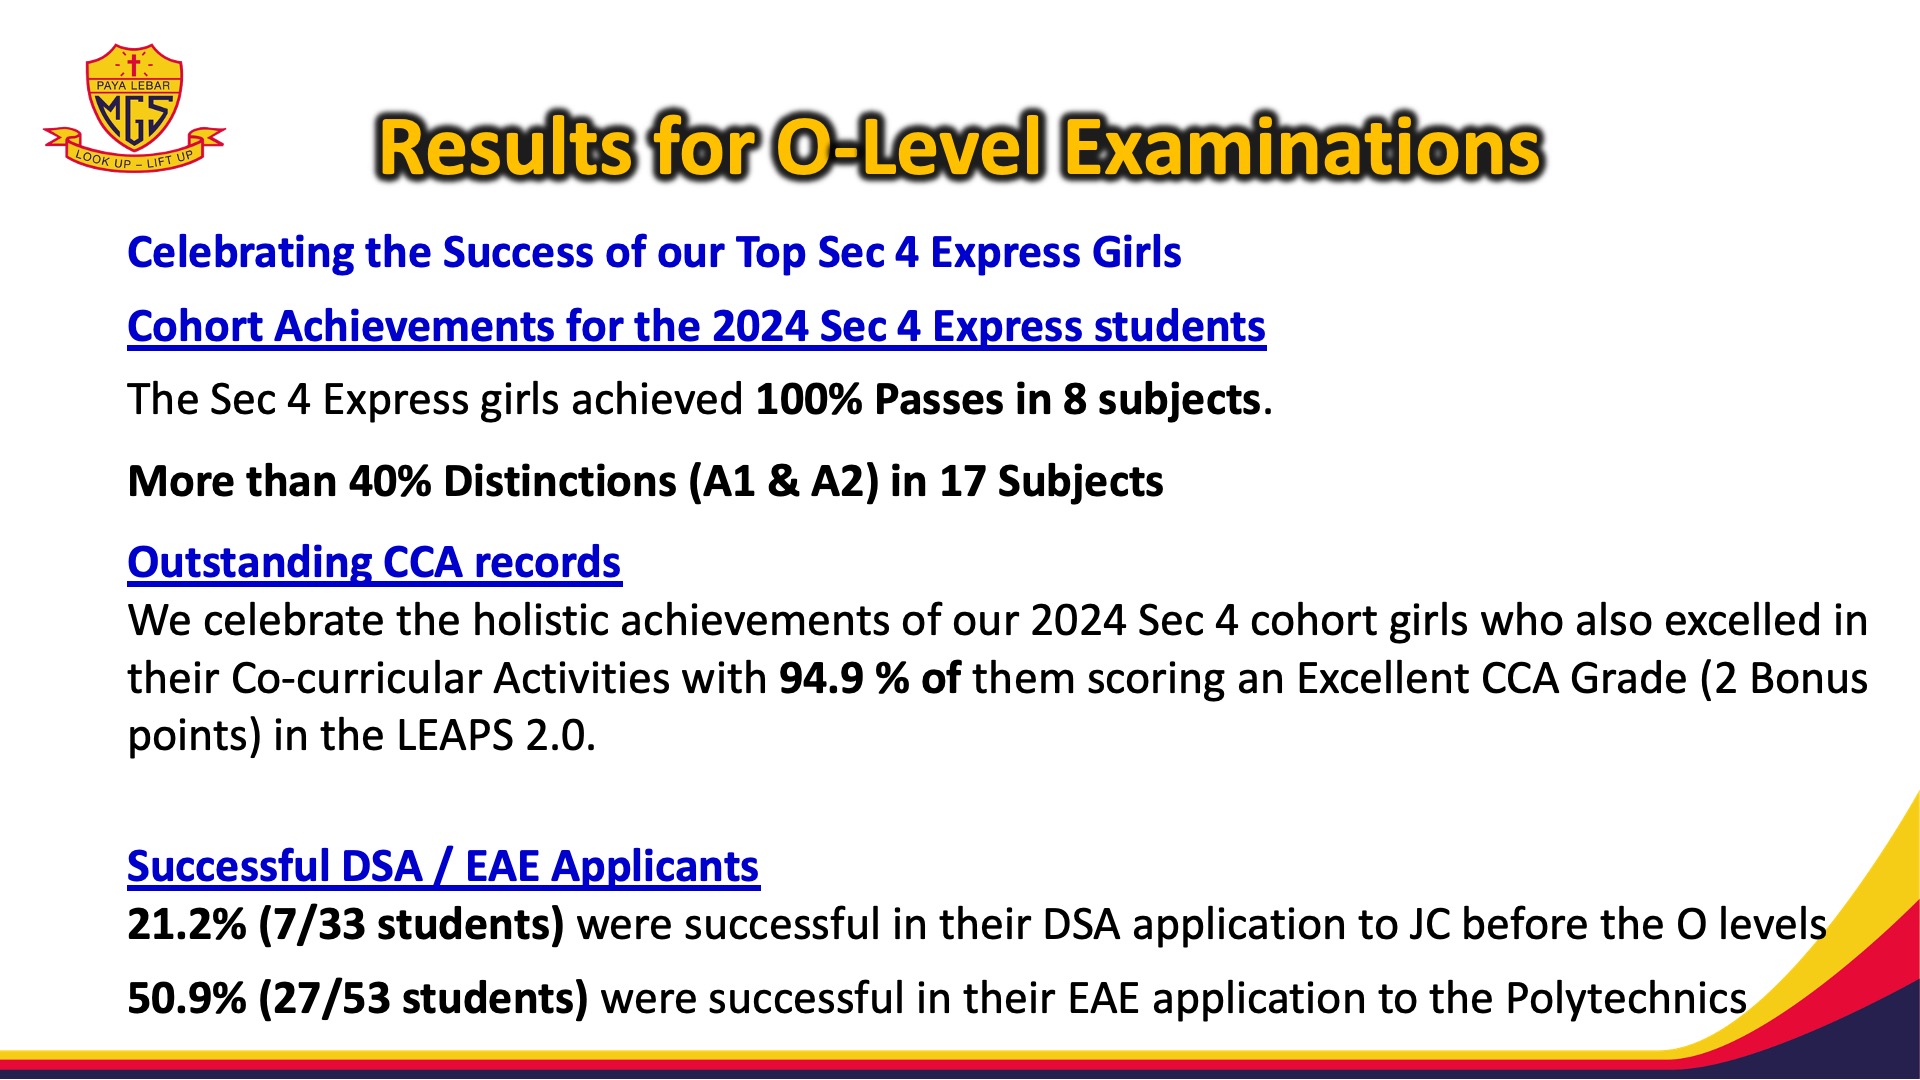 PAYA LEBAR
MGS
LOOK UP – LIFT UP
Results for O-Level Examinations
Celebrating the Success of our Top Sec 4 Express Girls
Cohort Achievements for the 2024 Sec 4 Express students
The Sec 4 Express girls achieved 100% Passes in 8 subjects.
More than 40% Distinctions (A1 & A2) in 17 Subjects
Outstanding CCA records
We celebrate the holistic achievements of our 2024 Sec 4 cohort girls who also excelled in
their Co-curricular Activities with 94.9 % of them scoring an Excellent CCA Grade (2 Bonus
points) in the LEAPS 2.0.
Successful DSA / EAE Applicants
21.2% (7/33 students) were successful in their DSA application to JC before the O levels
50.9% (27/53 students) were successful in their EAE application to the Polytechnics